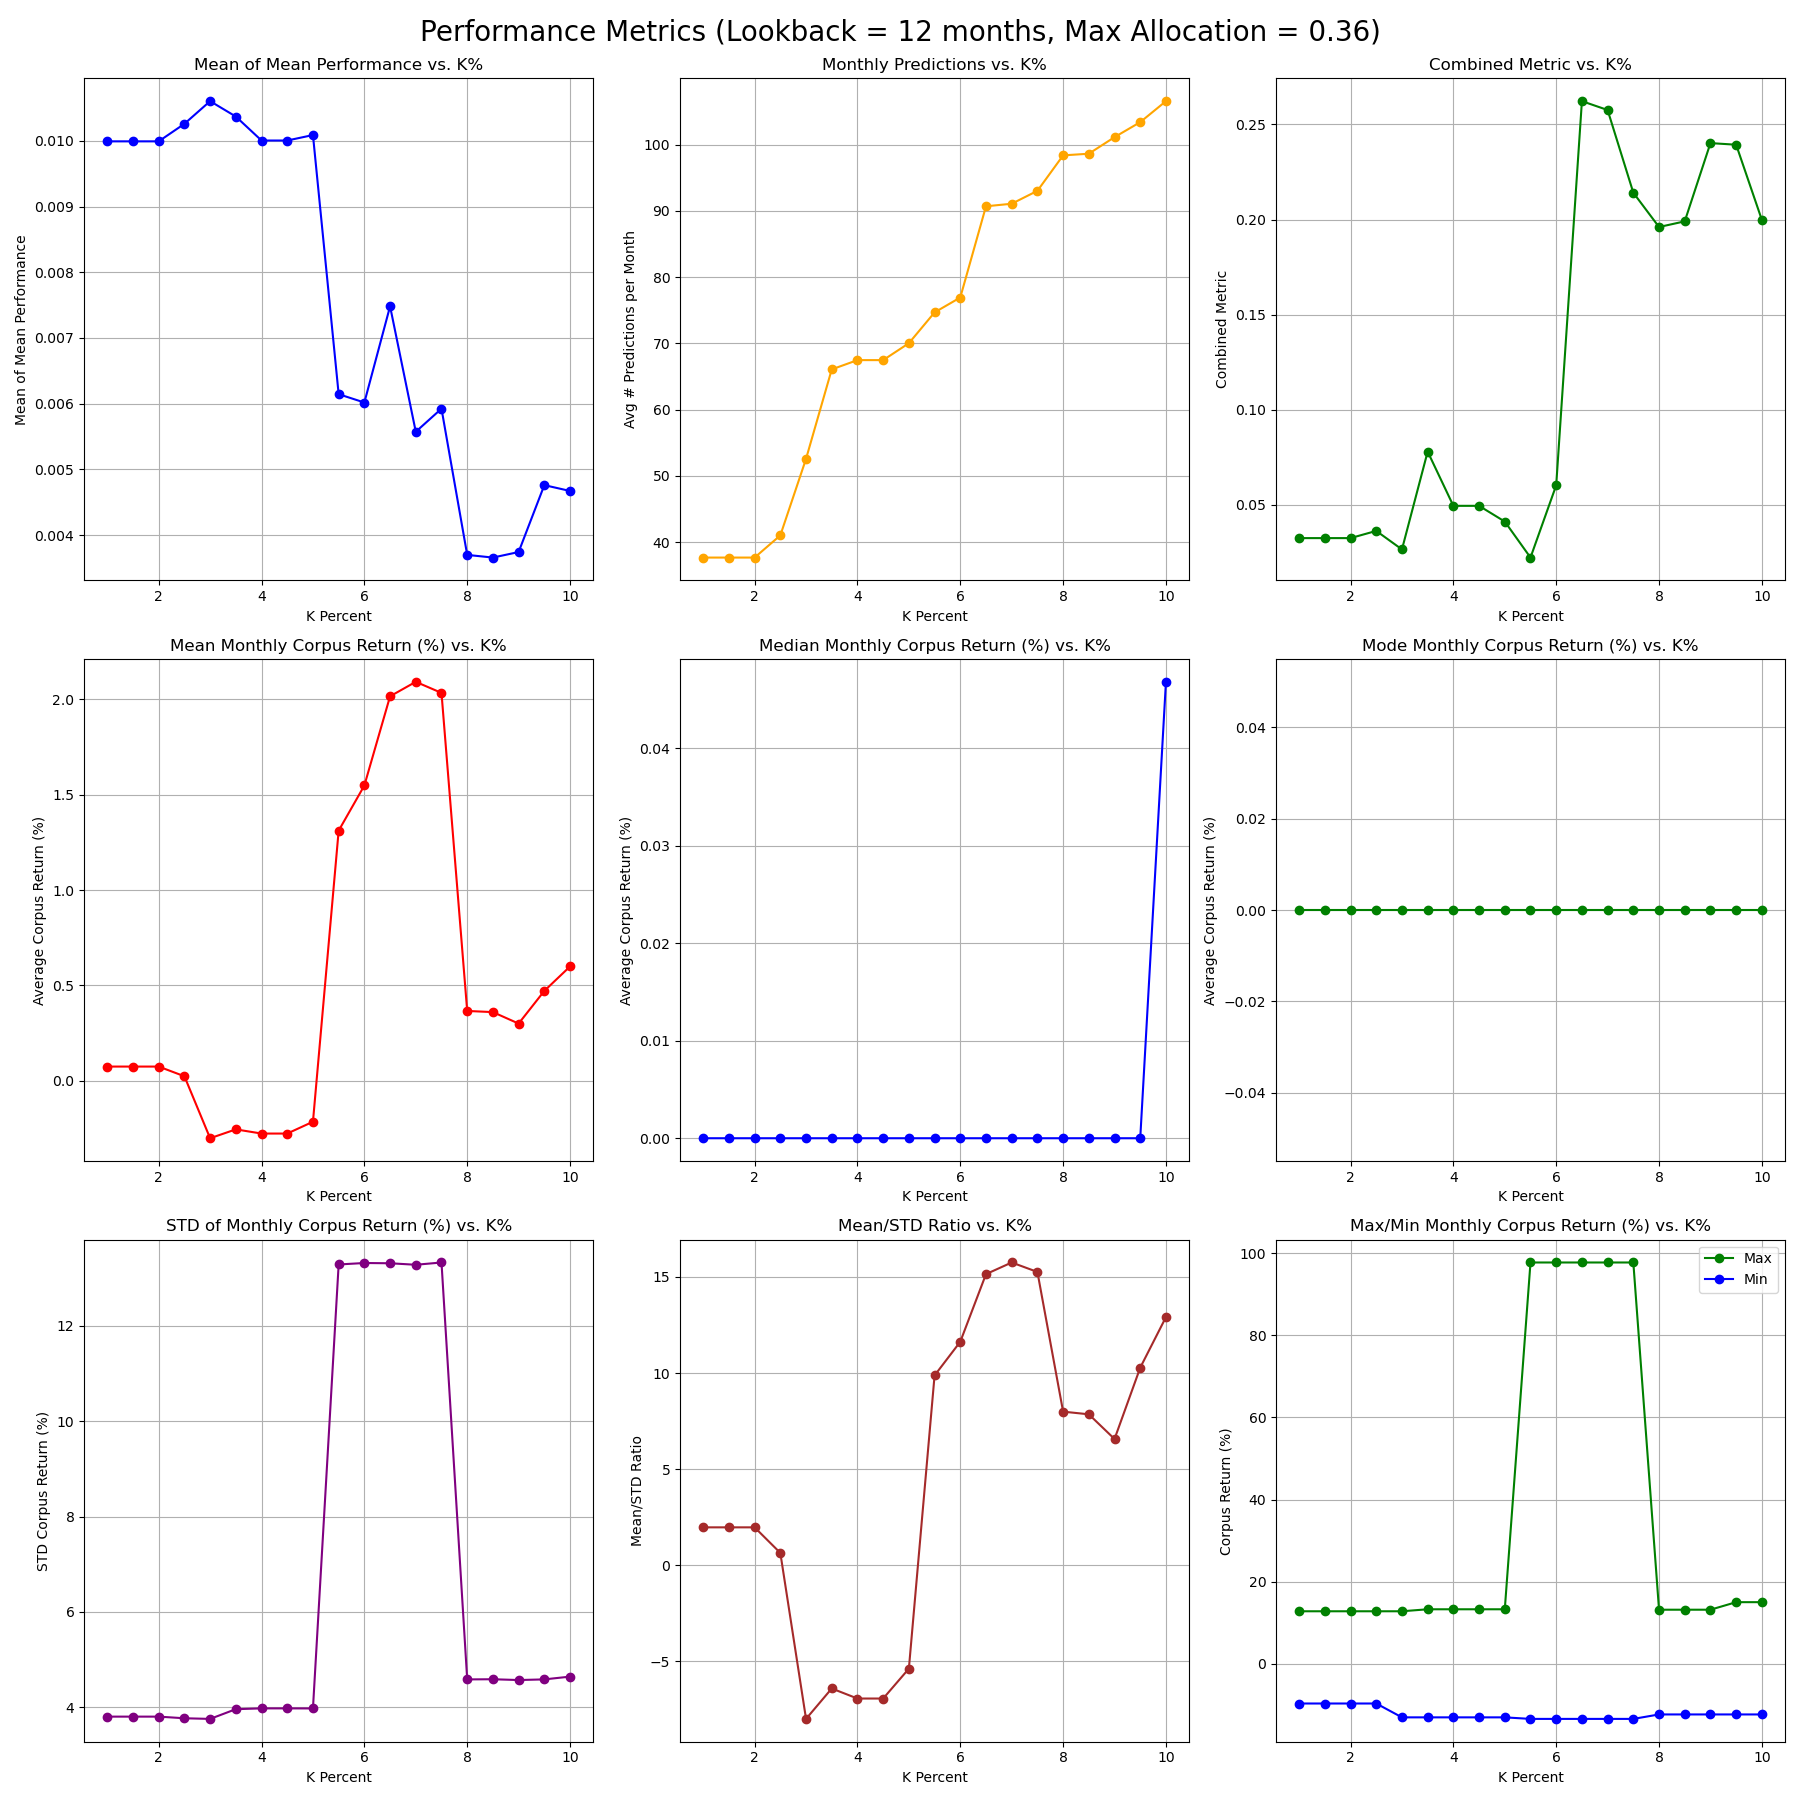 Performance Metrics (Lookback = 12 months, Max Allocation = 0.36)
Mean of Mean Performance vs. K%
Mean of Mean Performance
0.010
0.009
0.008
0.007
0.006
0.005
0.004
2 4 6 8 10
K Percent
Monthly Predictions vs. K%
Avg # Predictions per Month
100
90
80
70
60
50
40
2 4 6 8 10
K Percent
Combined Metric vs. K%
Combined Metric
0.25
0.20
0.15
0.10
0.05
2 4 6 8 10
K Percent
Mean Monthly Corpus Return (%) vs. K%
Average Corpus Return (%)
2.0
1.5
1.0
0.5
0.0
2 4 6 8 10
K Percent
Median Monthly Corpus Return (%) vs. K%
Average Corpus Return (%)
0.04
0.03
0.02
0.01
0.00
2 4 6 8 10
K Percent
Mode Monthly Corpus Return (%) vs. K%
Average Corpus Return (%)
0.04
0.02
0.00
−0.02
−0.04
2 4 6 8 10
K Percent
STD of Monthly Corpus Return (%) vs. K%
STD Corpus Return (%)
12
10
8
6
4
2 4 6 8 10
K Percent
Mean/STD Ratio vs. K%
Mean/STD Ratio
15
10
5
0
−5
2 4 6 8 10
K Percent
Max/Min Monthly Corpus Return (%) vs. K%
Corpus Return (%)
100
80
60
40
20
0
Max
Min
2 4 6 8 10
K Percent